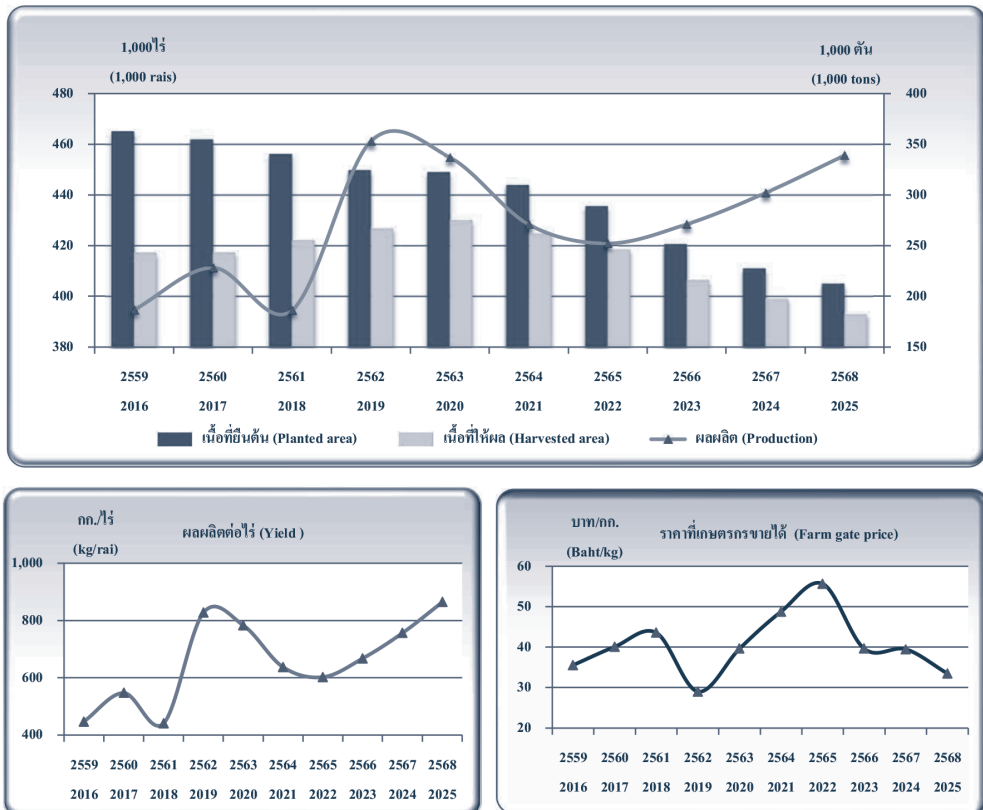 1,000ไร่
(1,000 rais)
1,000 ตัน
(1,000 tons)
480 400
460 350
440 300
420 250
400 200
380 150
2559 2560 2561 2562 2563 2564 2565 2566 2567 2568
2016 2017 2018 2019 2020 2021 2022 2023 2024 2025
เนื้อที่ยืนต้น (Planted area) เนื้อที่ให้ผล (Harvested area) ผลผลิต (Production)
กก./ไร่
(kg/rai)
ผลผลิตต่อไร่ (Yield )
1,000
800
600
400
2559 2560 2561 2562 2563 2564 2565 2566 2567 2568
2016 2017 2018 2019 2020 2021 2022 2023 2024 2025
บาท/กก.
(Baht/kg)
ราคาที่เกษตรกรขายได้ (Farm gate price)
60
50
40
30
20
2559 2560 2561 2562 2563 2564 2565 2566 2567 2568
2016 2017 2018 2019 2020 2021 2022 2023 2024 2025